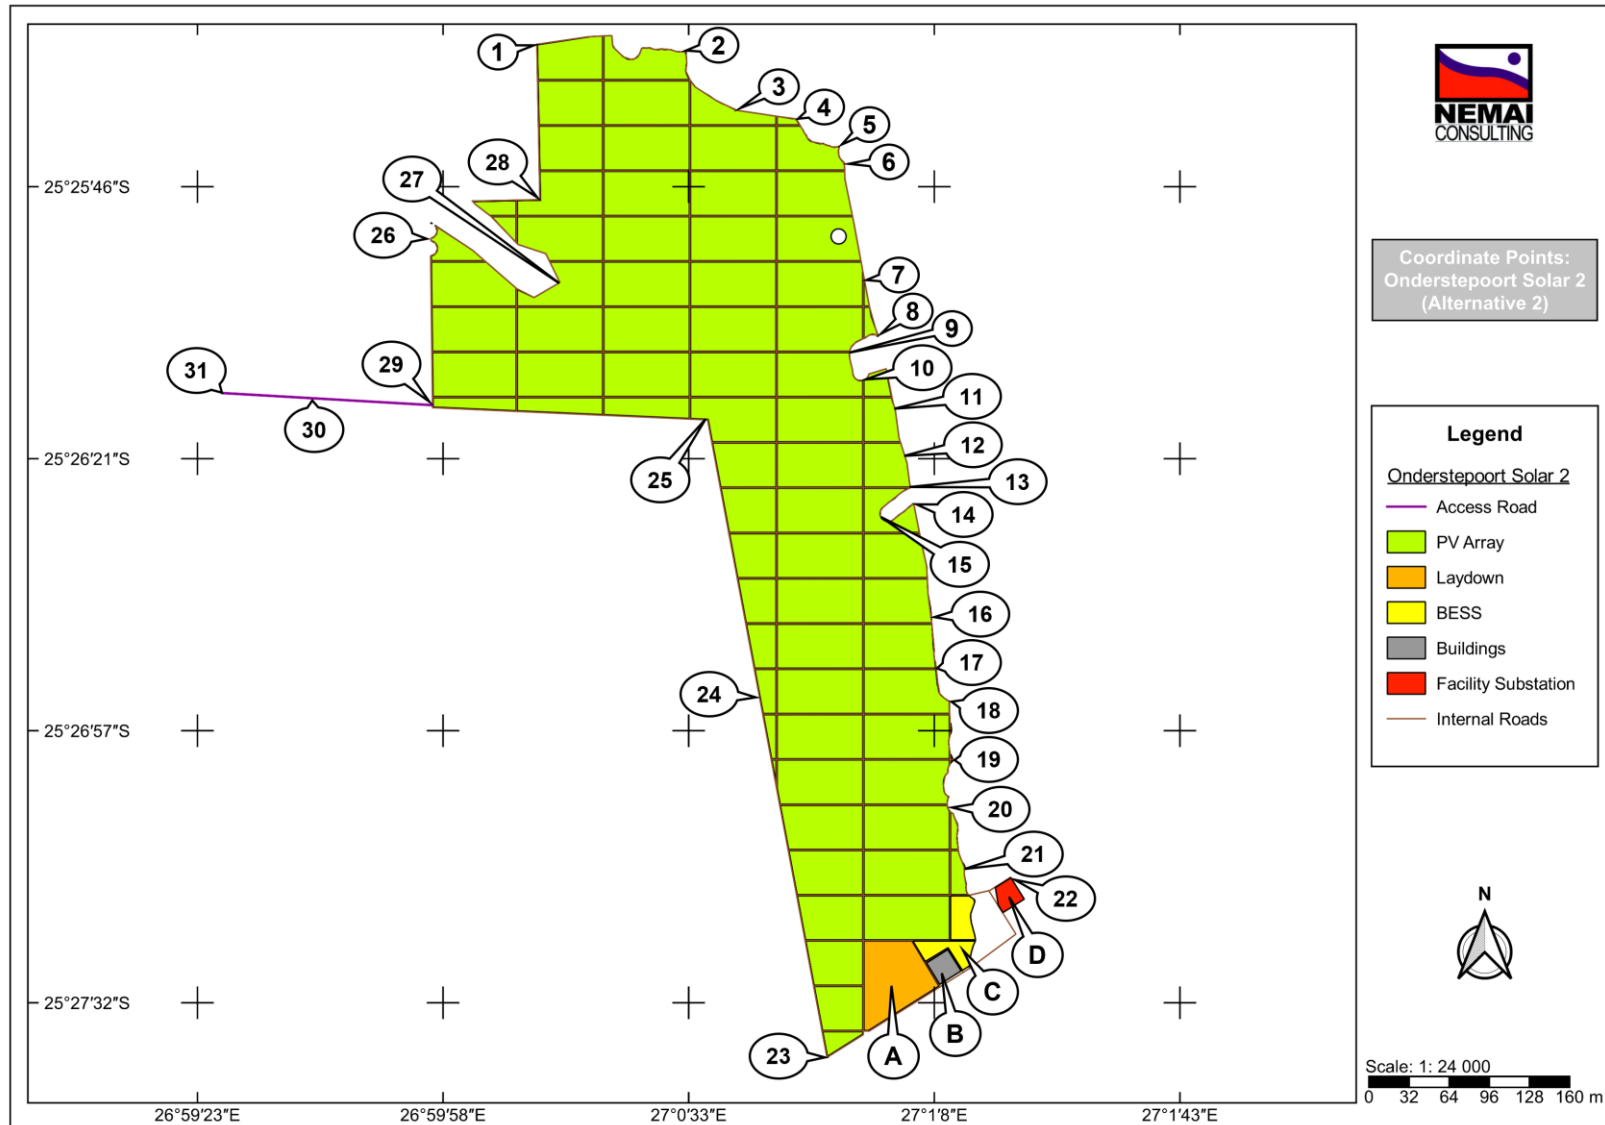 1
2
3
4
5
6
7
8
9
10
11
12
13
14
15
16
17
18
19
20
21
22
23
24
25
26
27
28
29
30
31
A
B
C
D
25°25'46"S
25°26'21"S
25°26'57"S
25°27'32"S
26°59'23"E
26°59'58"E
27°0'33"E
27°1'8"E
27°1'43"E
NEMAI
CONSULTING
Coordinate Points:
Onderstepoort Solar 2
(Alternative 2)
Legend
Onderstepoort Solar 2
Access Road
PV Array
Laydown
BESS
Buildings
Facility Substation
Internal Roads
N
Scale: 1: 24 000
0 32 64 96 128 160 m